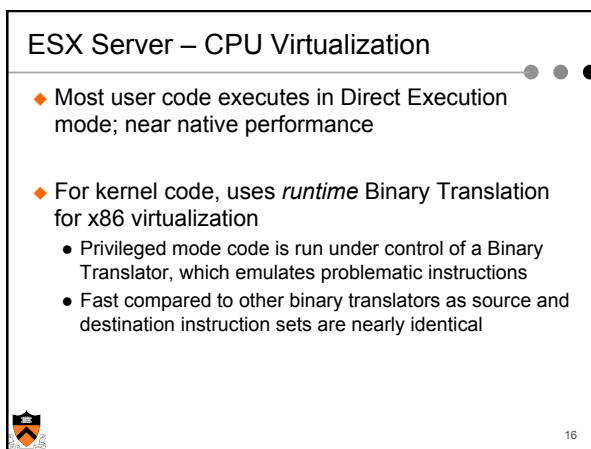 ESX Server – CPU Virtualization
◆ Most user code executes in Direct Execution
mode; near native performance
◆ For kernel code, uses runtime Binary Translation
for x86 virtualization
● Privileged mode code is run under control of a Binary
Translator, which emulates problematic instructions
● Fast compared to other binary translators as source and
destination instruction sets are nearly identical
16